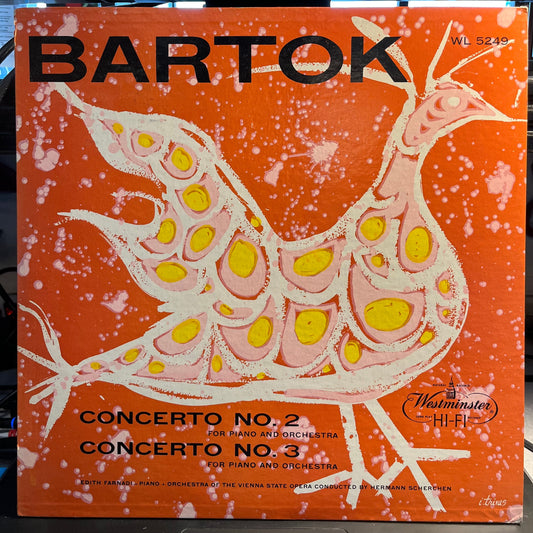 BARTOK
WL 5249
CONCERTO NO. 2
FOR PIANO AND ORCHESTRA
CONCERTO NO. 3
FOR PIANO AND ORCHESTRA
EDITH FARNADI - PIANO • ORCHESTRA OF THE VIENNA STATE OPERA CONDUCTED BY HERMANN SCHERCHEN
Westminster
HI-FI